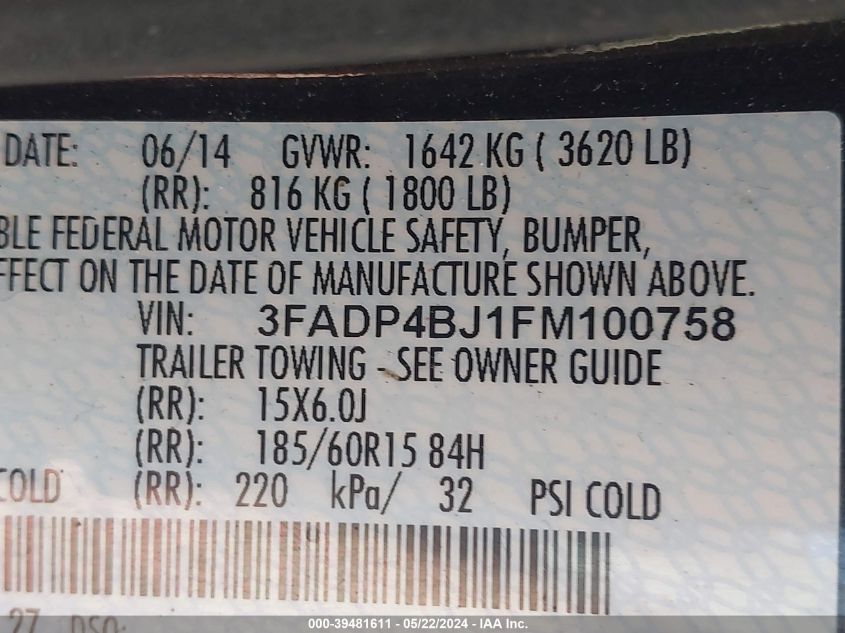 DATE: 06/14 GVWR: 1642 KG ( 3620 LB)
(RR): 816 KG ( 1800 LB)
BLE FEDERAL MOTOR VEHICLE SAFETY, BUMPER,
FFECT ON THE DATE OF MANUFACTURE SHOWN ABOVE.
VIN: 3FADP4BJ1FM100758
TRAILER TOWING - SEE OWNER GUIDE
(RR): 15X6.0J
(RR): 185/60R15 84H
COLD (RR): 220 kPa/ 32 PSI COLD
27 DSO:
000-39481611 - 05/22/2024 - IAA Inc.